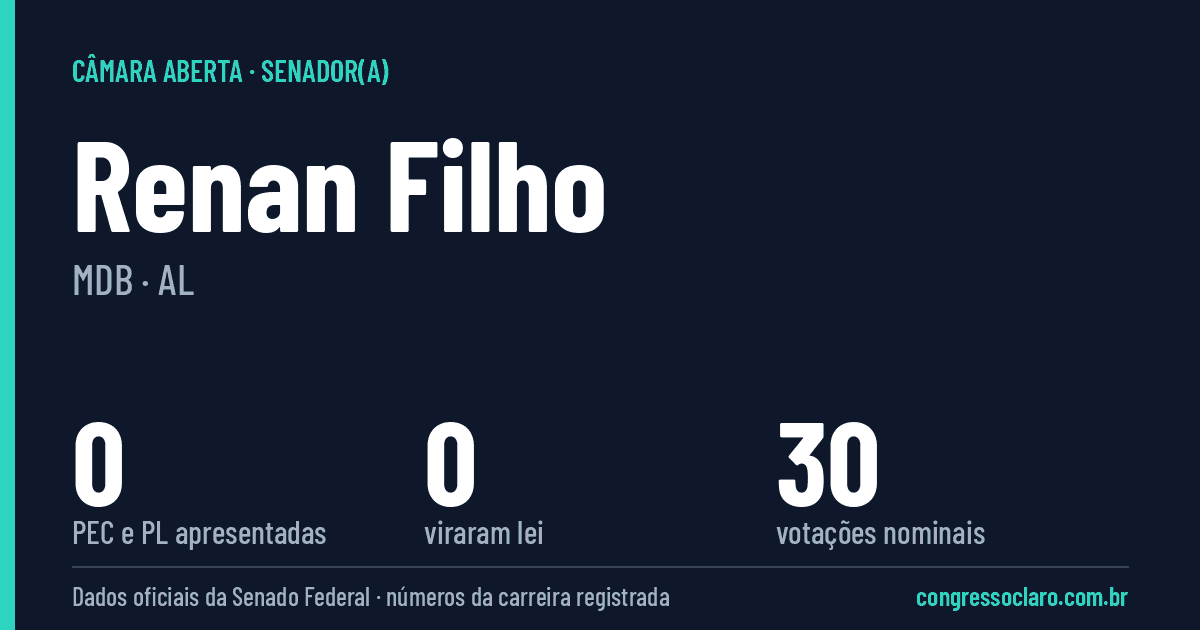 CÂMARA ABERTA · SENADOR(A)
Renan Filho
MDB · AL
0
PEC e PL apresentadas
0
viraram lei
30
votações nominais
Dados oficiais da Senado Federal · números da carreira registrada
congressoclaro.com.br